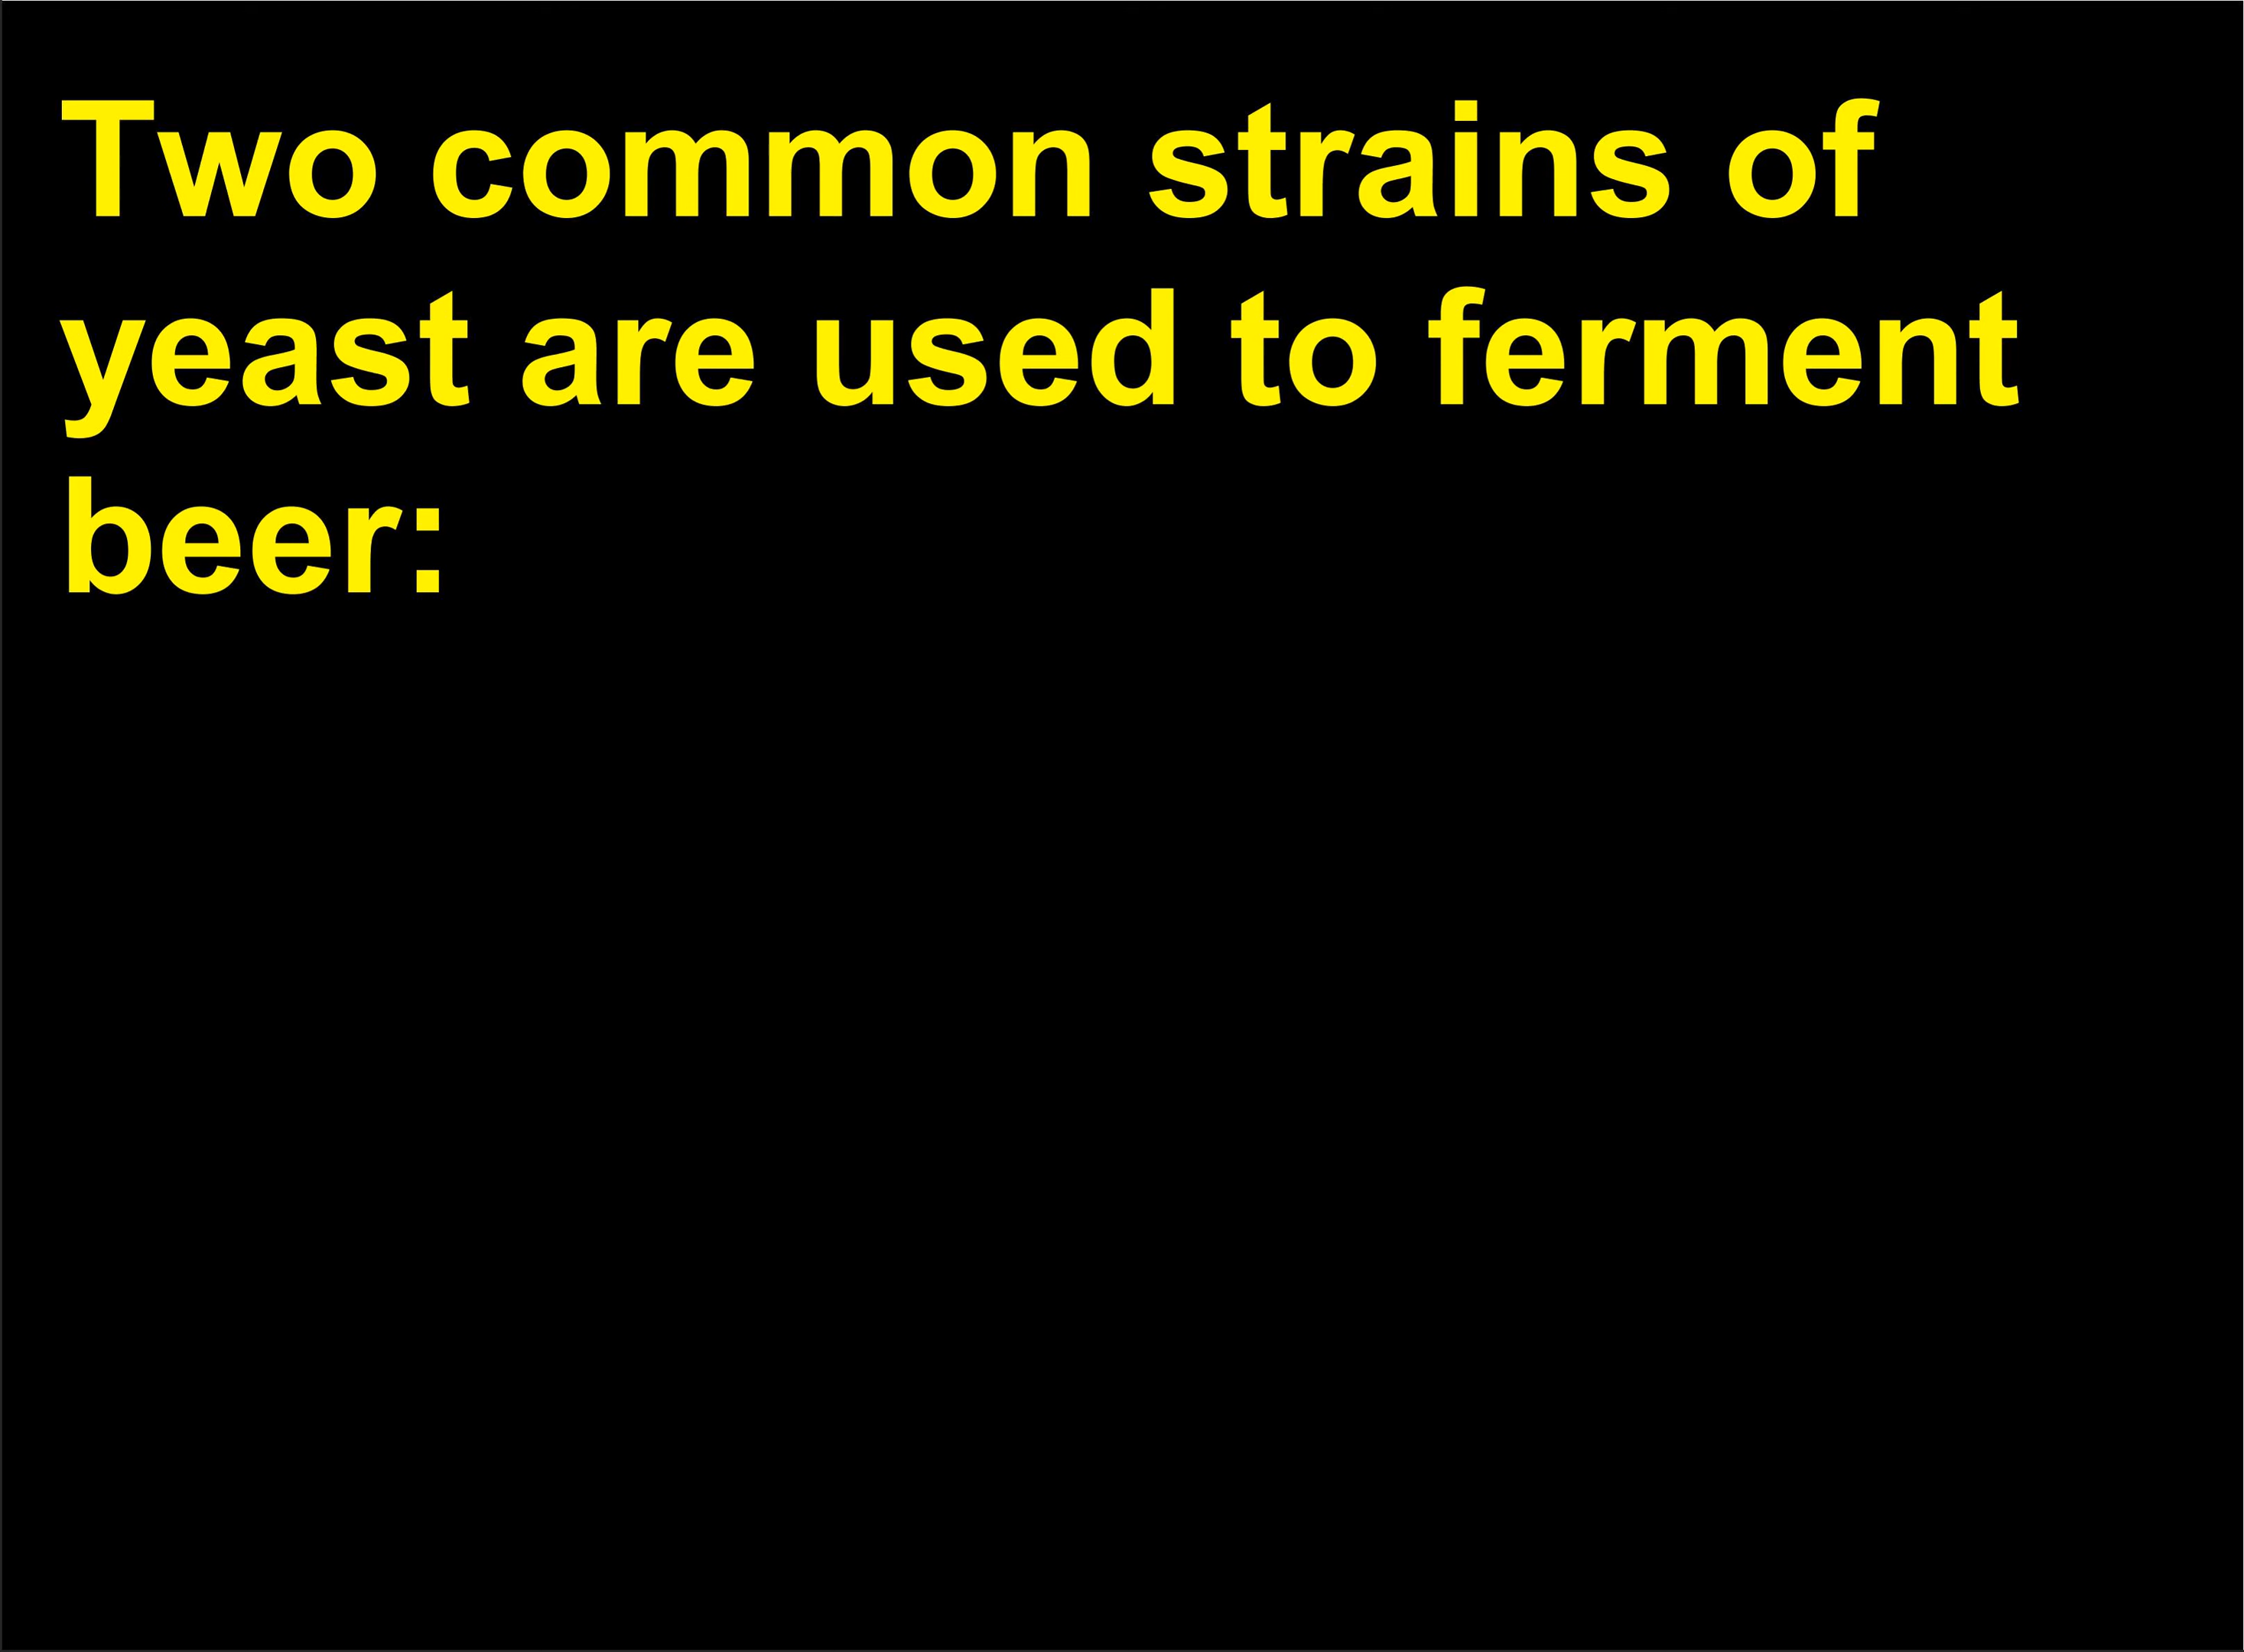 Two common strains of
yeast are used to ferment
beer: